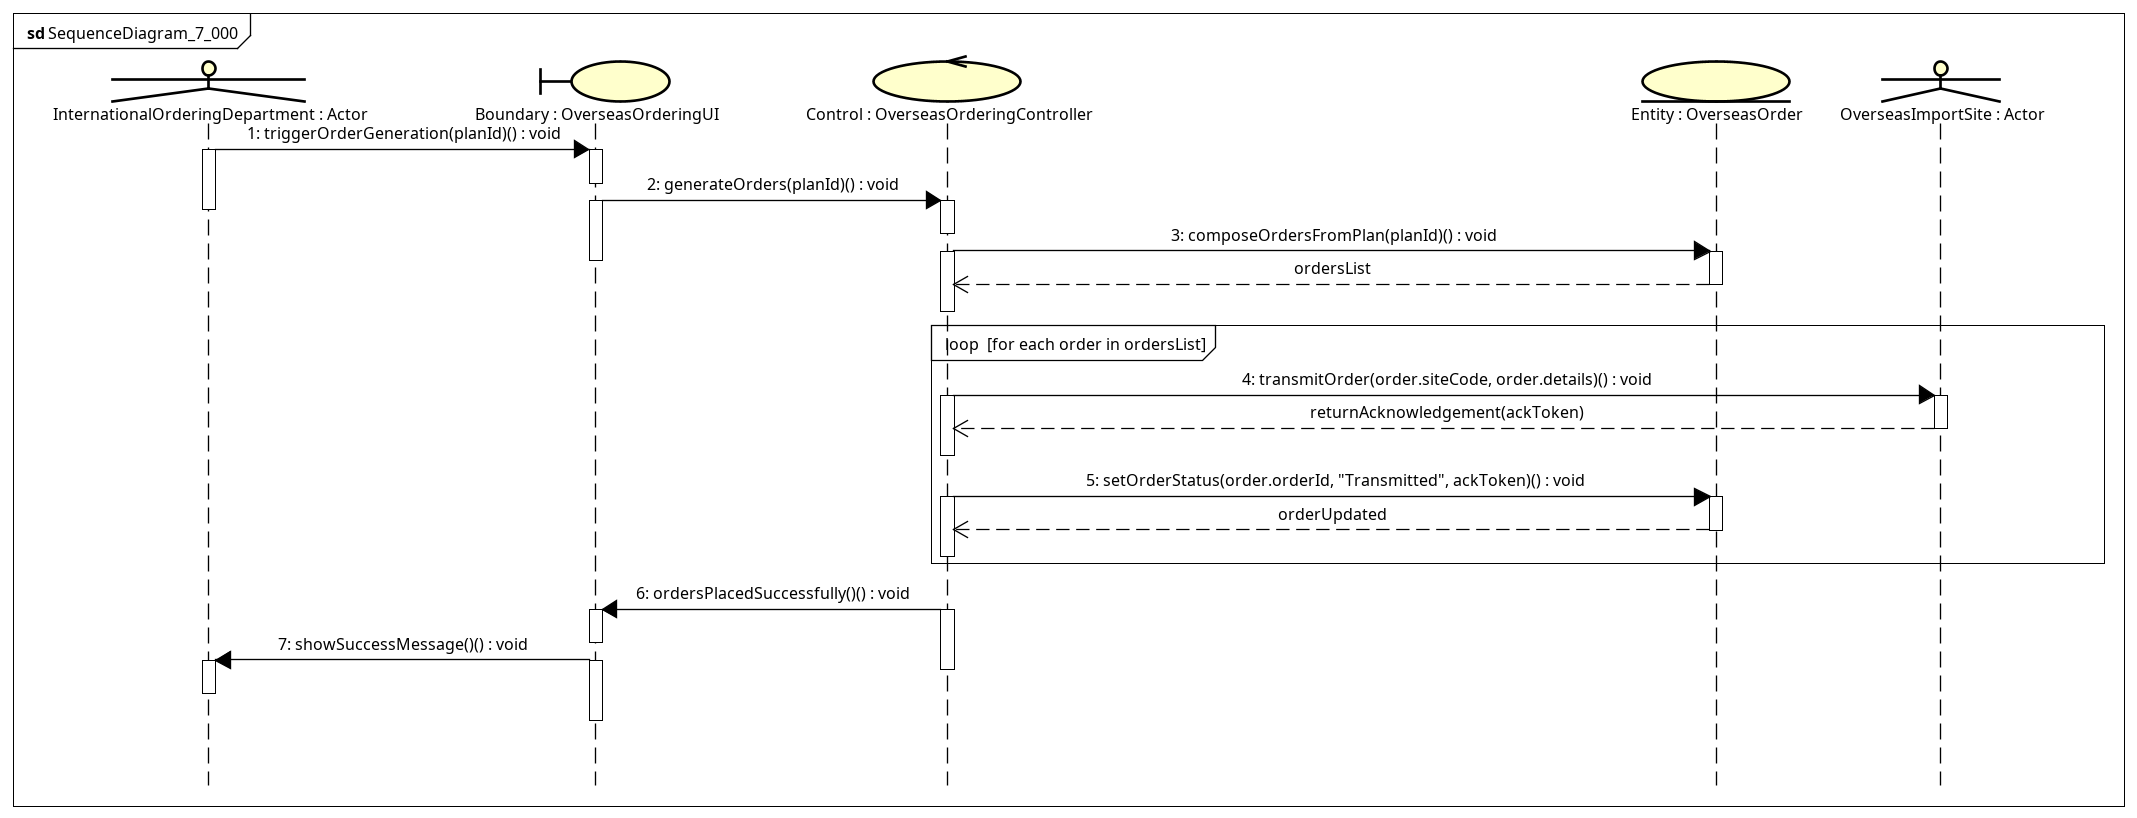 sd SequenceDiagram_7_000
InternationalOrderingDepartment : Actor
Boundary : OverseasOrderingUI
Control : OverseasOrderingController
Entity : OverseasOrder
OverseasImportSite : Actor
1: triggerOrderGeneration(planId)() : void
2: generateOrders(planId)() : void
3: composeOrdersFromPlan(planId)() : void
ordersList
loop [for each order in ordersList]
4: transmitOrder(order.siteCode, order.details)() : void
returnAcknowledgement(ackToken)
5: setOrderStatus(order.orderId, "Transmitted", ackToken)() : void
orderUpdated
6: ordersPlacedSuccessfully()() : void
7: showSuccessMessage()() : void